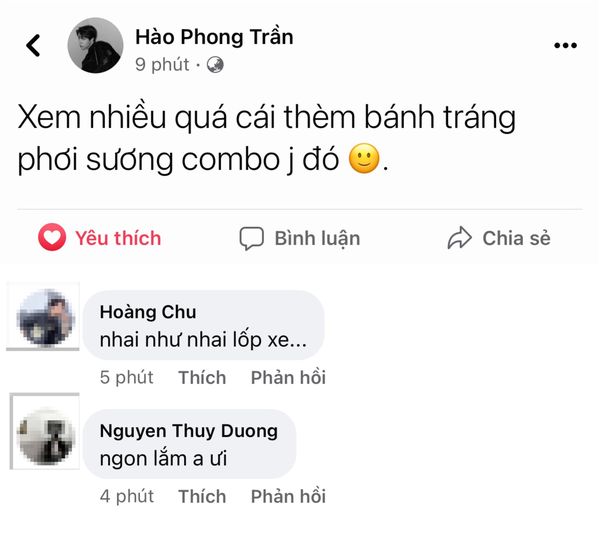 Hào Phong Trần
9 phút ·
Xem nhiều quá cái thèm bánh tráng
phơi sương combo j đó 🙂.
Yêu thích
Bình luận
Chia sẻ
Hoàng Chu
nhai như nhai lốp xe...
5 phút Thích Phản hồi
Nguyen Thuy Duong
ngon lắm a ưi
4 phút Thích Phản hồi